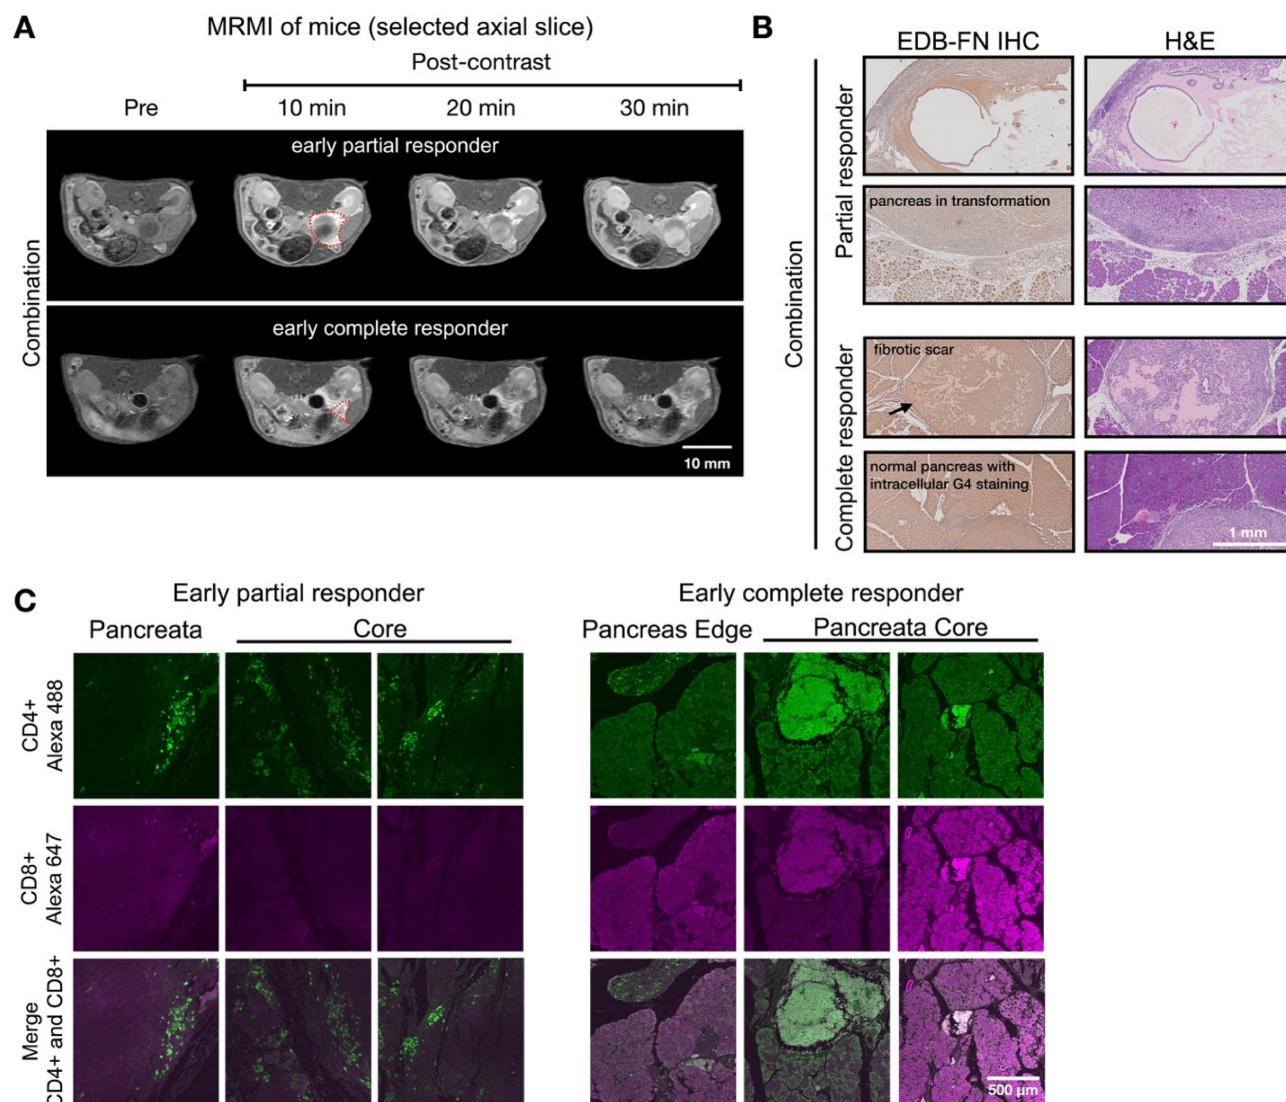 A
MRMI of mice (selected axial slice)
Post-contrast
Pre
10 min
20 min
30 min
Combination
early partial responder
early complete responder
10 mm
B
EDB-FN IHC
H&E
Combination
Partial responder
pancreas in transformation
Complete responder
fibrotic scar
normal pancreas with
intracellular G4 staining
1 mm
C
Early partial responder
Early complete responder
Pancreata
Core
Pancreas Edge
Pancreata Core
CD4+
Alexa 488
CD8+
Alexa 647
Merge
CD4+ and CD8+
500 µm